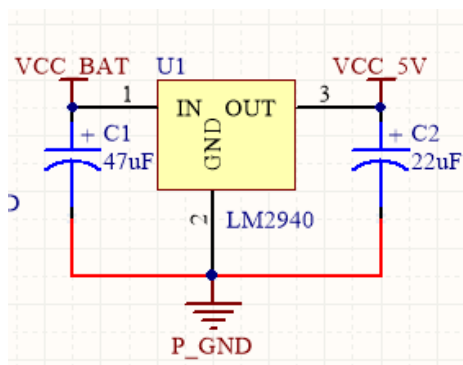 VCC_BAT U1 VCC_5V
1 IN OUT 3
GND
+ C1 + C2
47uF 22uF
2 LM2940
P_GND